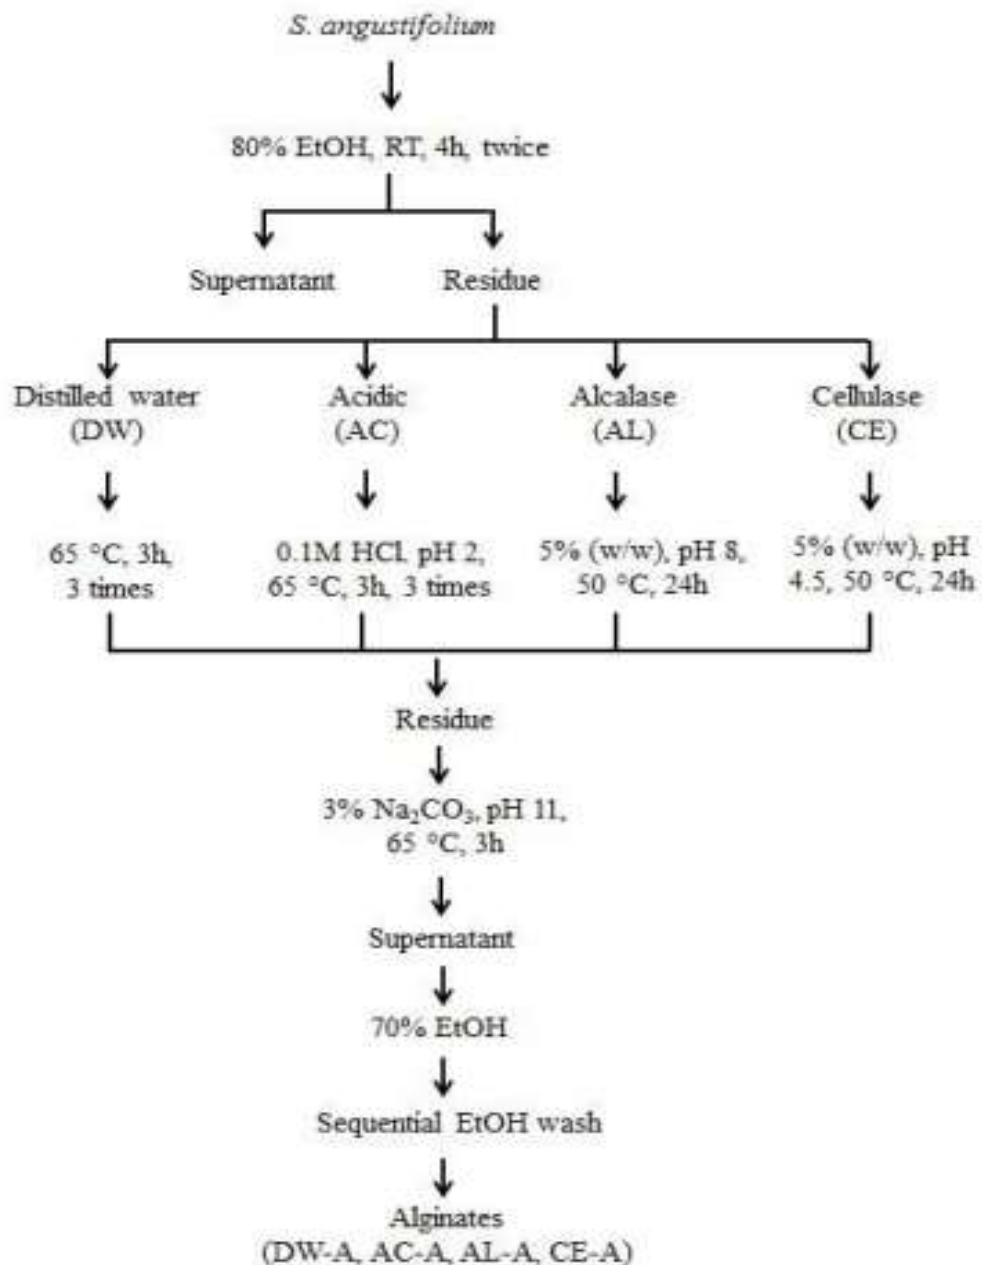 S. angustifolium
80% EtOH, RT, 4h, twice
Supernatant
Residue
Distilled water
(DW)
Acidic
(AC)
Alcalase
(AL)
Cellulase
(CE)
65 °C, 3h,
3 times
0.1M HCl. pH 2,
65 °C, 3h, 3 times
5% (w/w), pH 8,
50 °C, 24h
5% (w/w), pH
4.5, 50 °C, 24h
Residue
3% Na₂CO₃, pH 11,
65 °C, 3h
Supernatant
70% EtOH
Sequential EtOH wash
Alginates
(DW-A, AC-A, AL-A, CE-A)